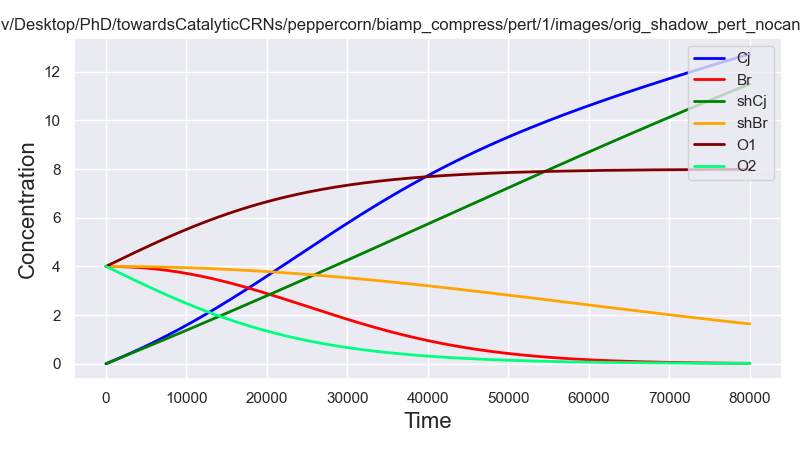 v/Desktop/PhD/towardsCatalyticCRNs/peppercorn/biamp_compress/pert/1/images/orig_shadow_pert_nocan
Concentration
12
10
8
6
4
2
0
Cj
Br
shCj
shBr
O1
O2
0 10000 20000 30000 40000 50000 60000 70000 80000
Time